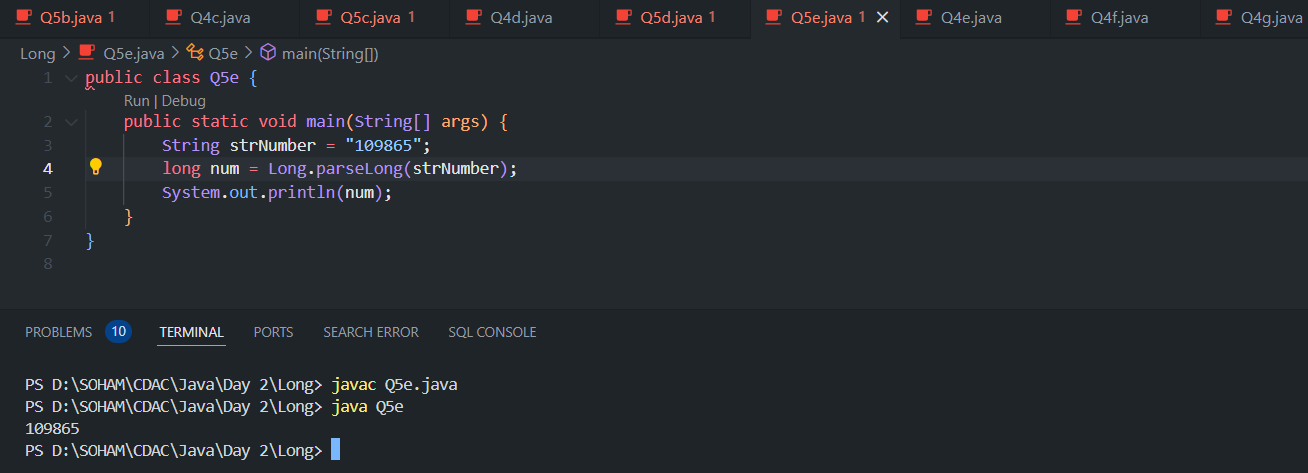 Q5b.java 1 Q4c.java Q5c.java 1 Q4d.java Q5d.java 1 Q5e.java 1 Q4e.java Q4f.java Q4g.java
Long > Q5e.java > Q5e > main(String[])
1 public class Q5e {
Run | Debug
2 public static void main(String[] args) {
3 String strNumber = "109865";
4 long num = Long.parseLong(strNumber);
5 System.out.println(num);
6 }
7 }
8
PROBLEMS 10 TERMINAL PORTS SEARCH ERROR SQL CONSOLE
PS D:\SOHAM\CDAC\Java\Day 2\Long> javac Q5e.java
PS D:\SOHAM\CDAC\Java\Day 2\Long> java Q5e
109865
PS D:\SOHAM\CDAC\Java\Day 2\Long>